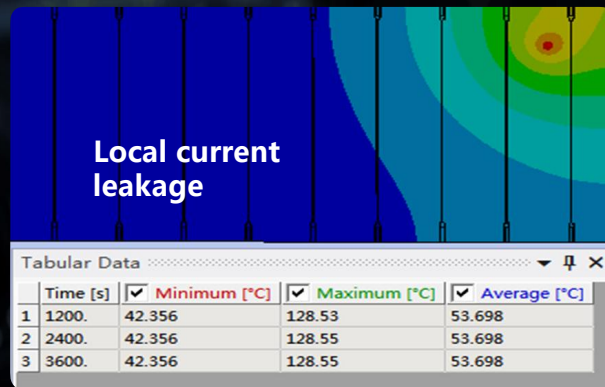 Local current
leakage
Tabular Data
Time [s] Minimum [°C] Maximum [°C] Average [°C]
1 1200. 42.356 128.53 53.698
2 2400. 42.356 128.55 53.698
3 3600. 42.356 128.55 53.698